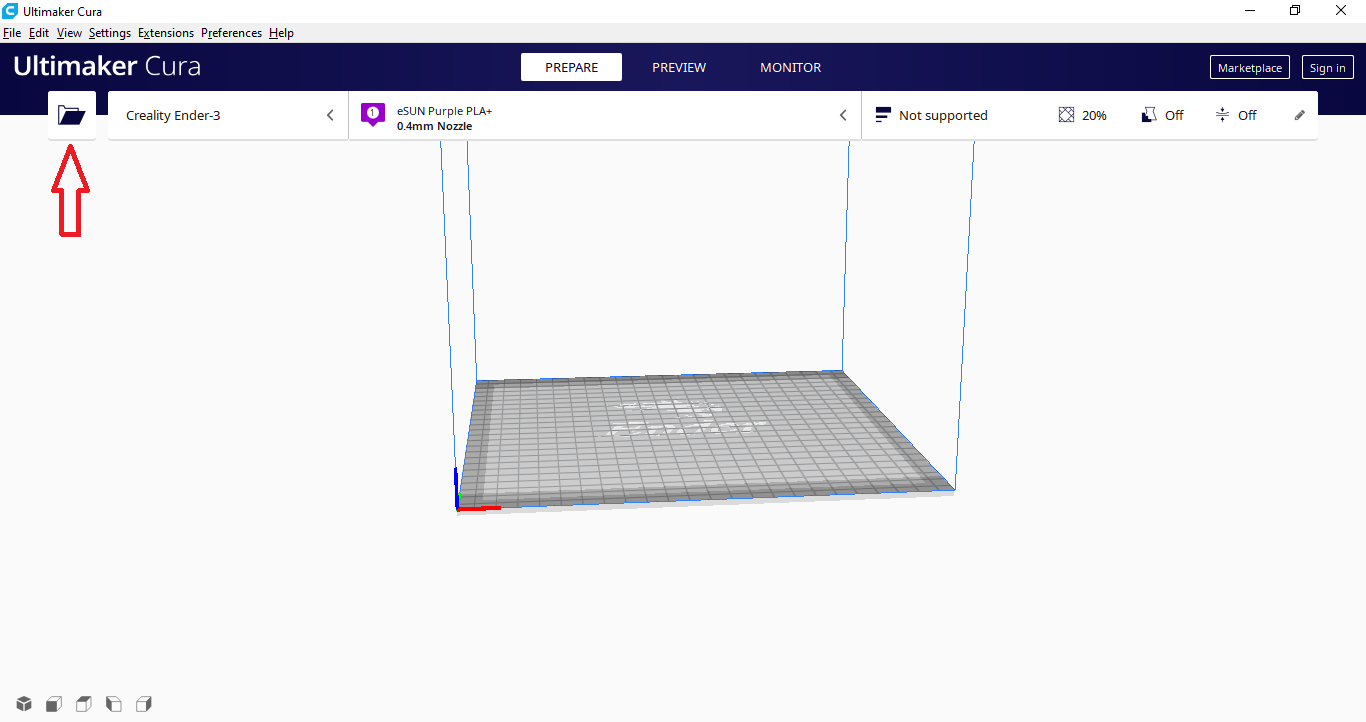 Ultimaker Cura
File Edit View Settings Extensions Preferences Help
Ultimaker Cura PREPARE PREVIEW MONITOR Marketplace Sign in
Creality Ender-3 1 eSUN Purple PLA+ Not supported 20% Off Off
0.4mm Nozzle